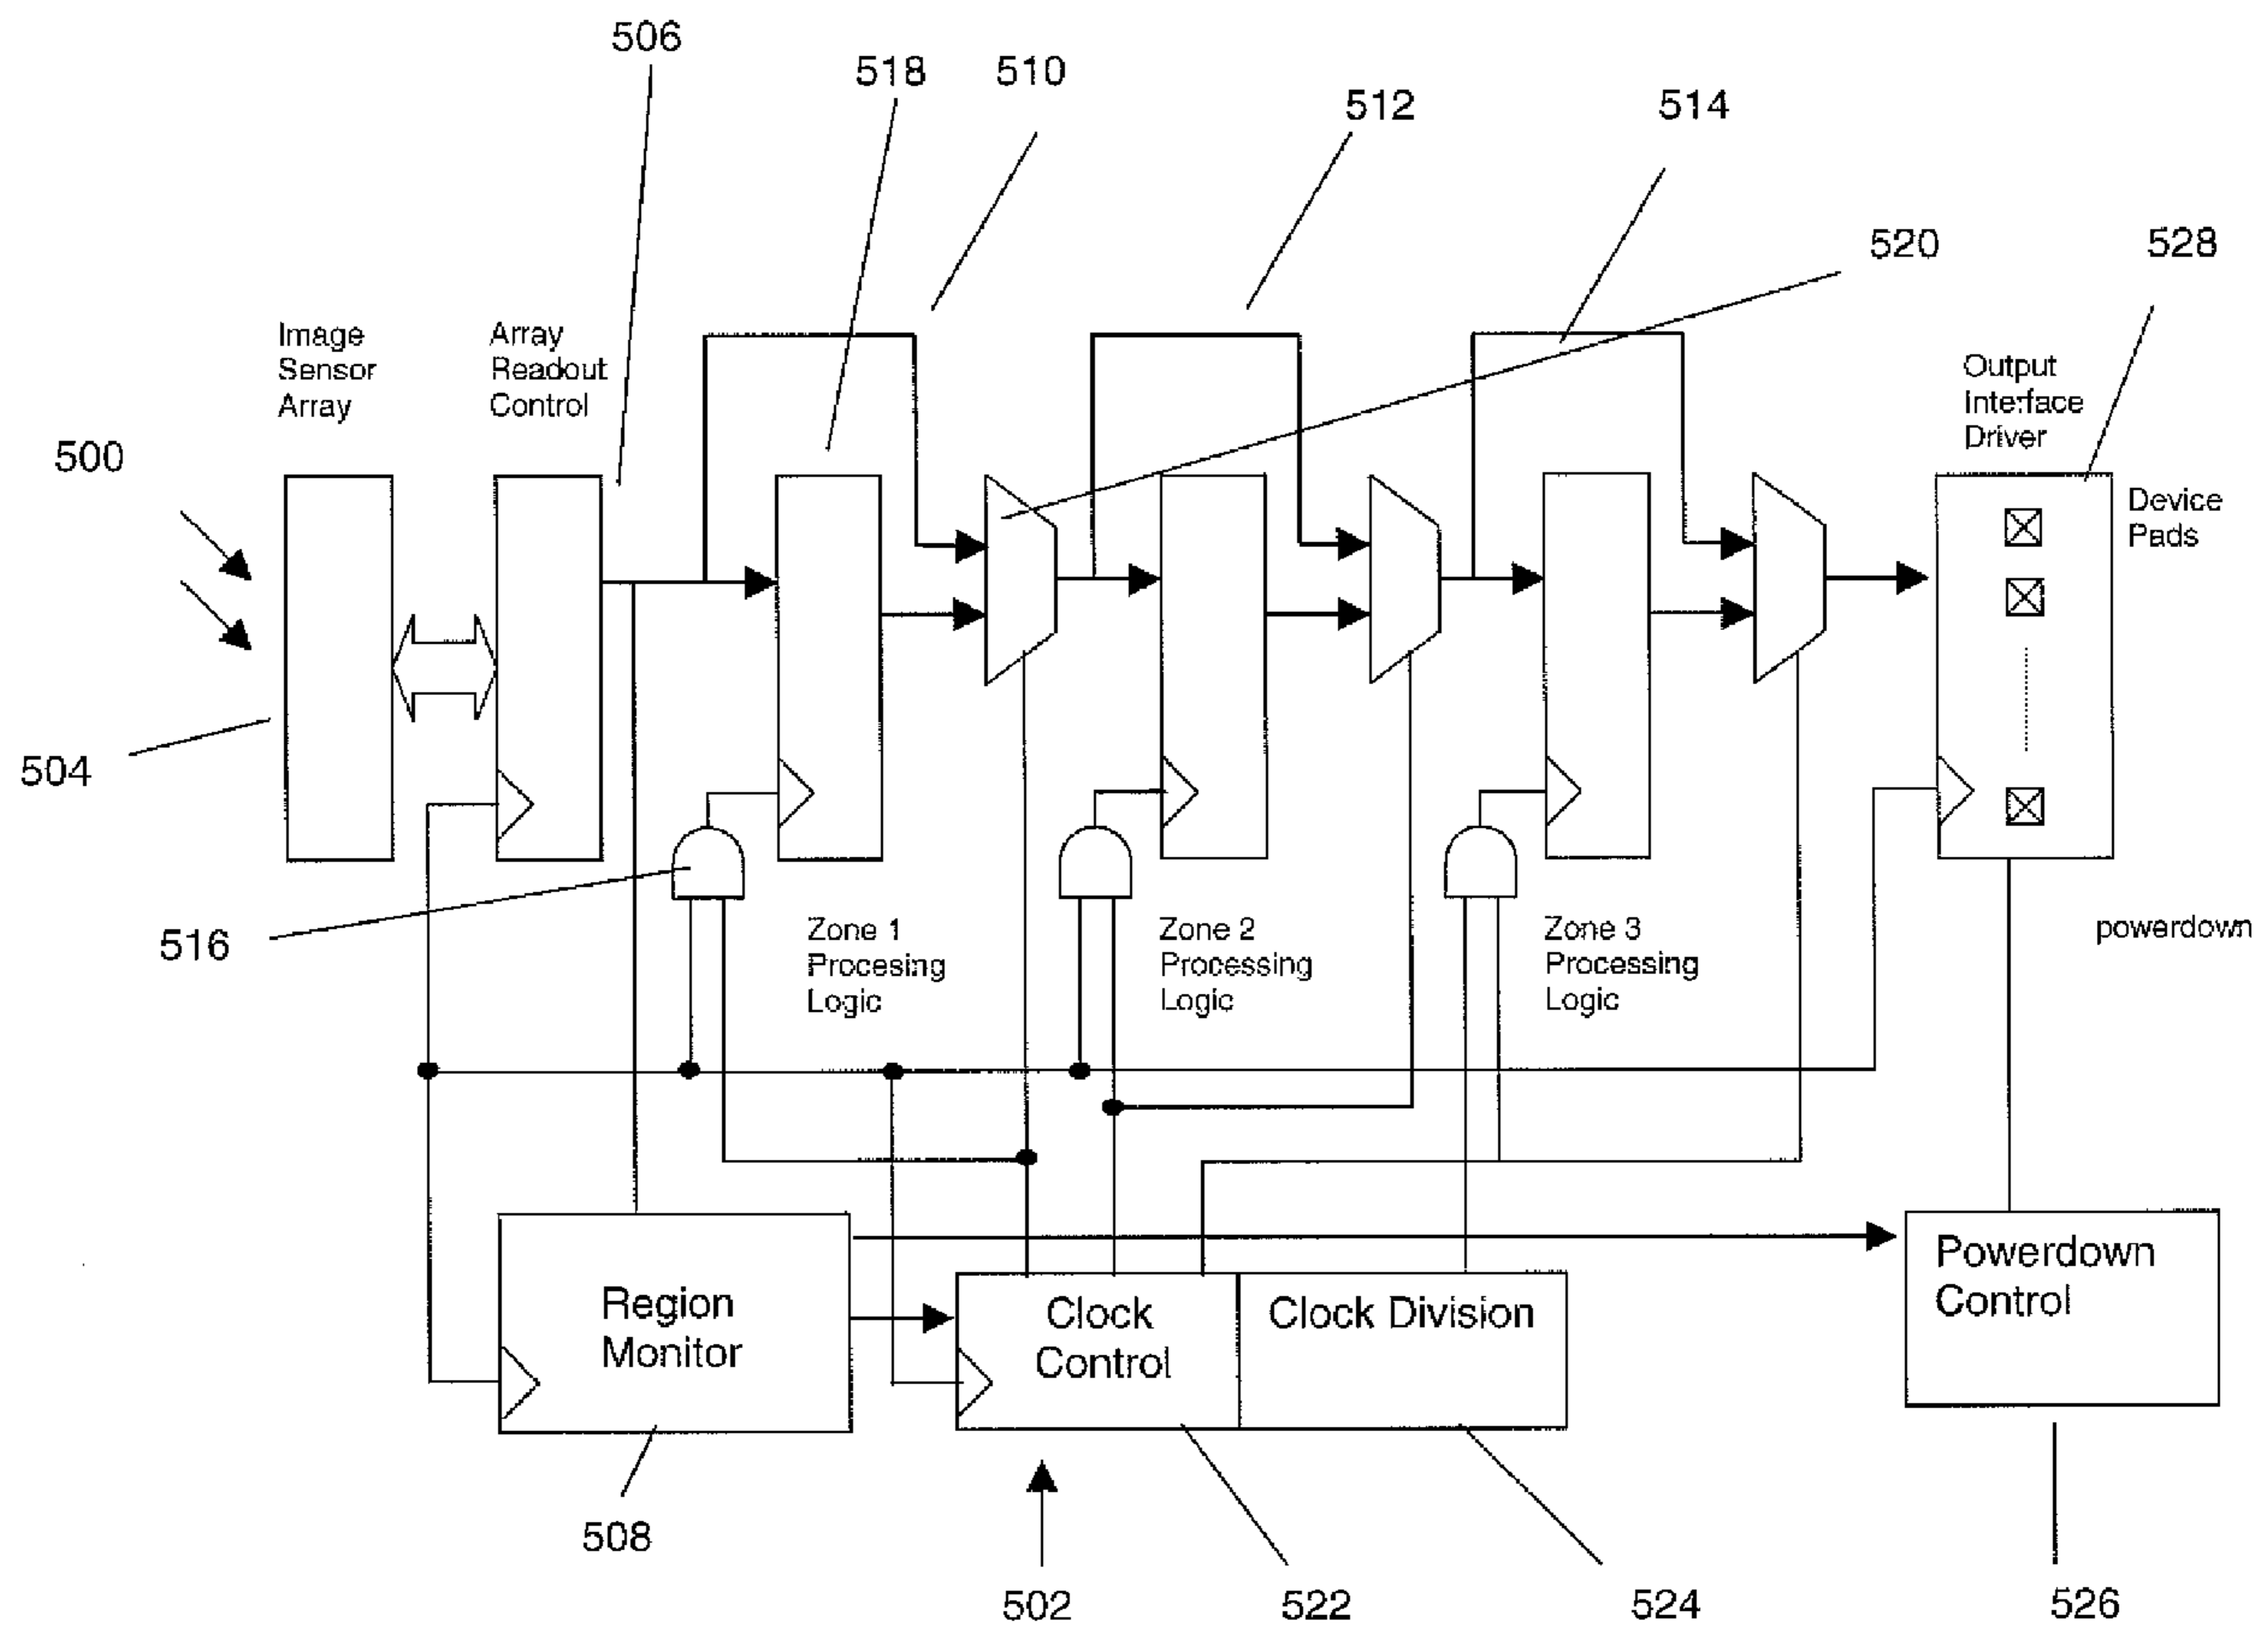 506
518
510
512
514
520
528
Image
Sensor
Array
Array
Readout
Control
Output
Interface
Driver
500
Device
Pads
504
516
Zone 1
Procesing
Logic
Zone 2
Processing
Logic
Zone 3
Processing
Logic
powerdown
Region
Monitor
Clock
Control
Clock Division
Powerdown
Control
508
502
522
524
526